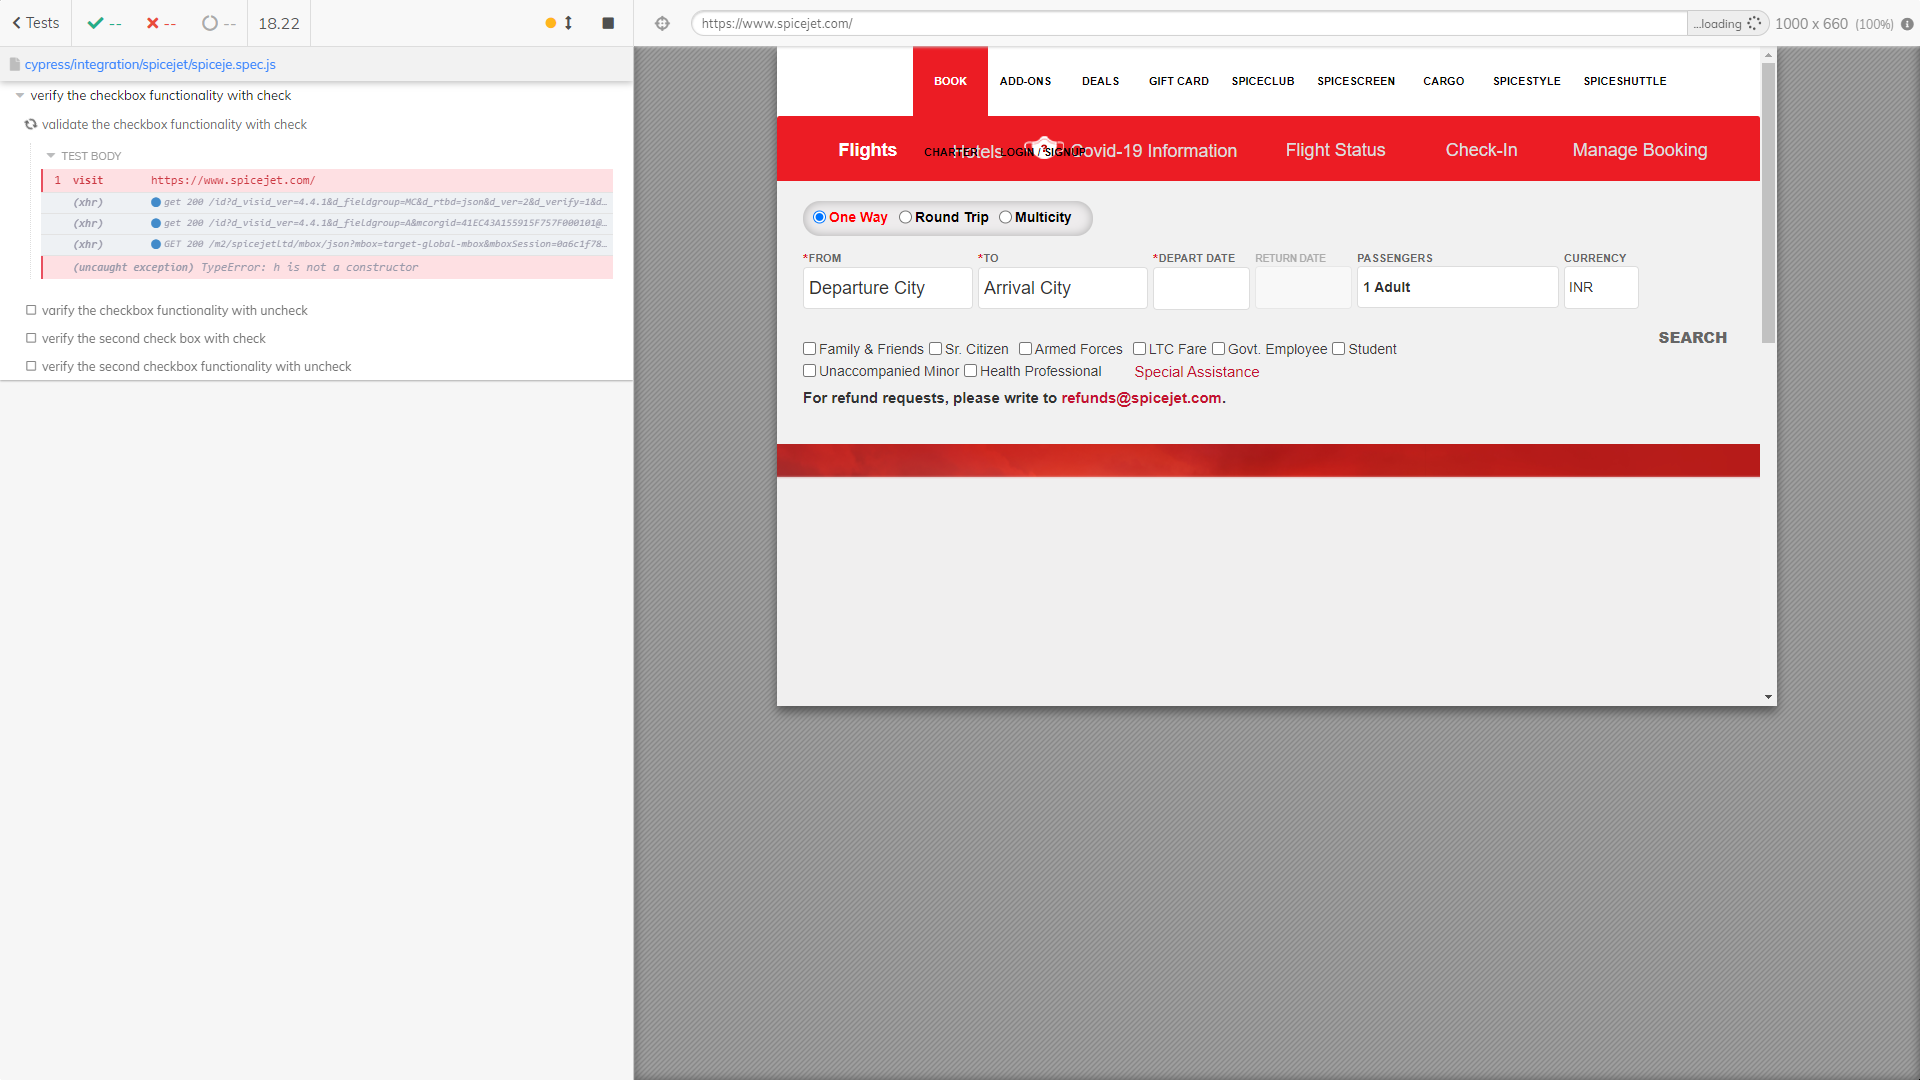 Tests
--
--
--
18.22
https://www.spicejet.com/
...loading
1000 x 660 (100%)
cypress/integration/spicejet/spiceje.spec.js
verify the checkbox functionality with check
validate the checkbox functionality with check
TEST BODY
1 visit https://www.spicejet.com/
(xhr) get 200 /id?d_visid_ver=4.4.1&d_fieldgroup=MC&d_rtbd=json&d_ver=2&d_verify=1&d...
(xhr) get 200 /id?d_visid_ver=4.4.1&d_fieldgroup=A&mcorgid=41EC43A155915F757F000101@...
(xhr) GET 200 /m2/spicejetltd/mbox/json?mbox=target-global-mbox&mboxSession=0a6c1f78...
(uncaught exception) TypeError: h is not a constructor
varify the checkbox functionality with uncheck
verify the second check box with check
verify the second checkbox functionality with uncheck
BOOK ADD-ONS DEALS GIFT CARD SPICECLUB SPICESCREEN CARGO SPICESTYLE SPICESHUTTLE
Flights Hotels Covid-19 Information Flight Status Check-In Manage Booking
CHARTER LOGIN / SIGNUP
One Way Round Trip Multicity
*FROM *TO *DEPART DATE RETURN DATE PASSENGERS CURRENCY
Departure City Arrival City 1 Adult INR
SEARCH
Family & Friends Sr. Citizen Armed Forces LTC Fare Govt. Employee Student
Unaccompanied Minor Health Professional Special Assistance
For refund requests, please write to refunds@spicejet.com.